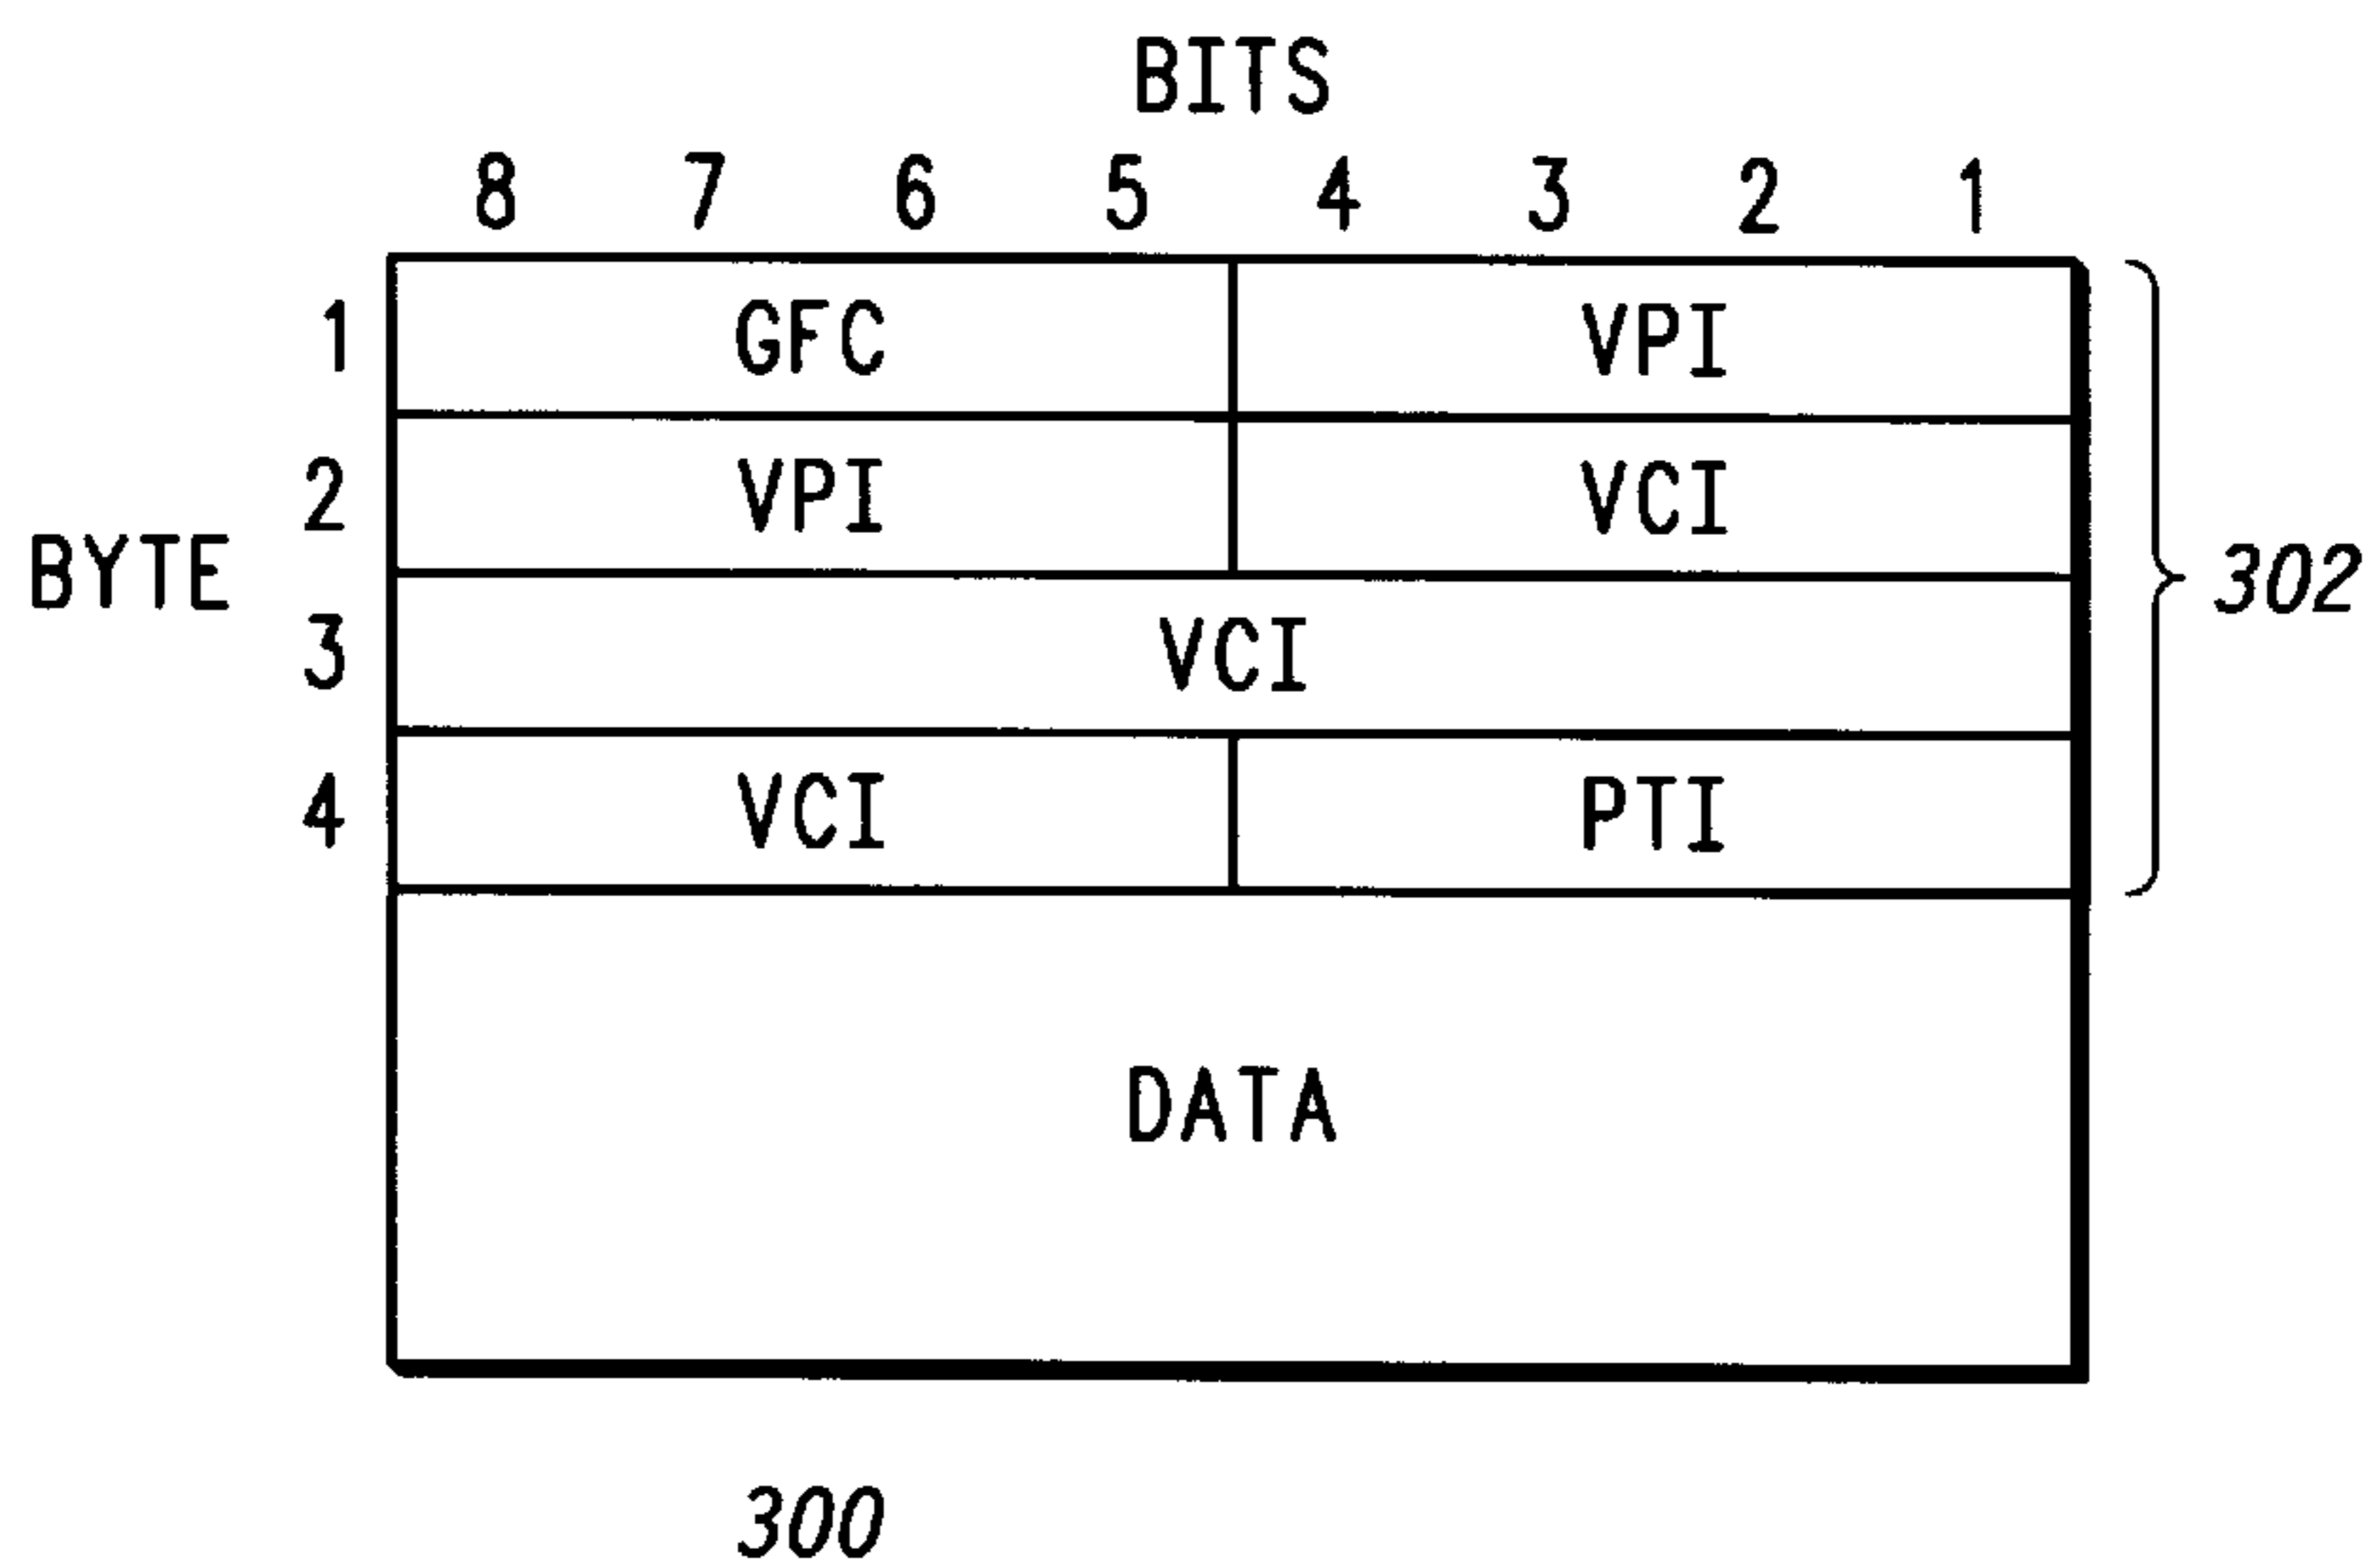 BITS
8 7 6 5 4 3 2 1
1 GFC VPI
2 VPI VCI
BYTE 302
3 VCI
4 VCI PTI
DATA
300